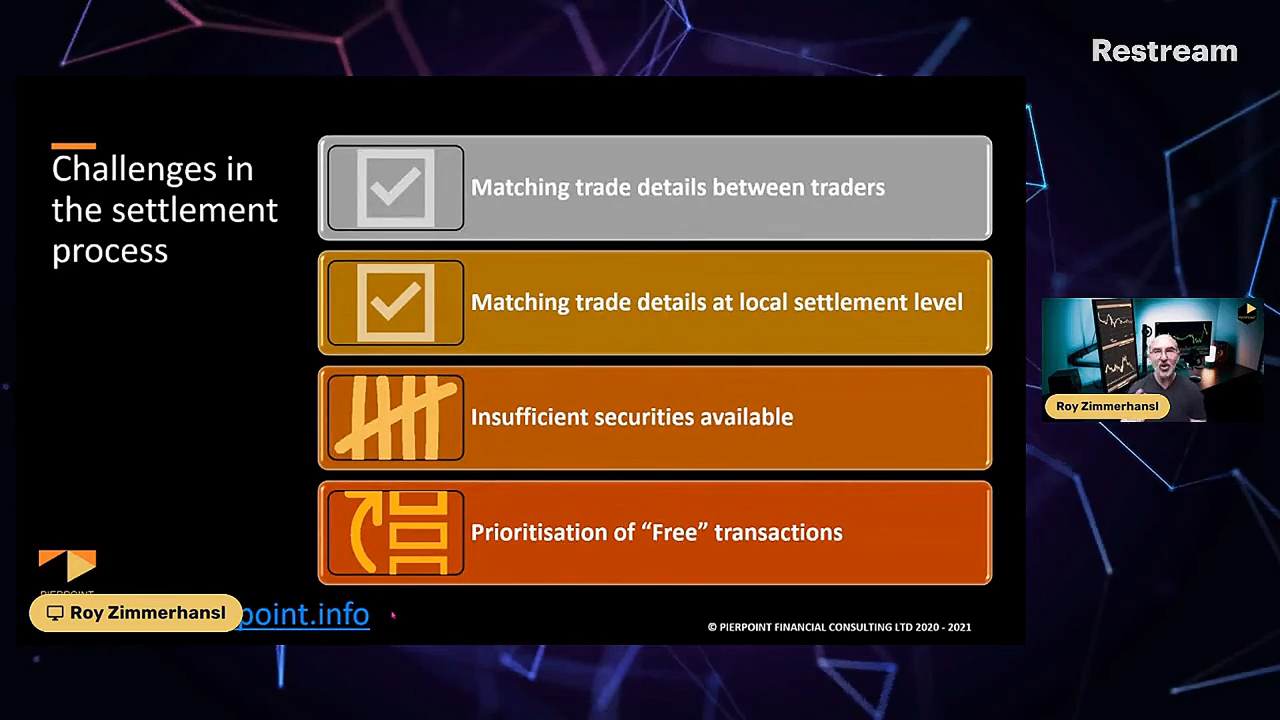 Restream
Challenges in
the settlement
process
Matching trade details between traders
Matching trade details at local settlement level
Insufficient securities available
Prioritisation of “Free” transactions
Roy Zimmerhansl
PIERPOINT
Roy Zimmerhansl
point.info
© PIERPOINT FINANCIAL CONSULTING LTD 2020 - 2021